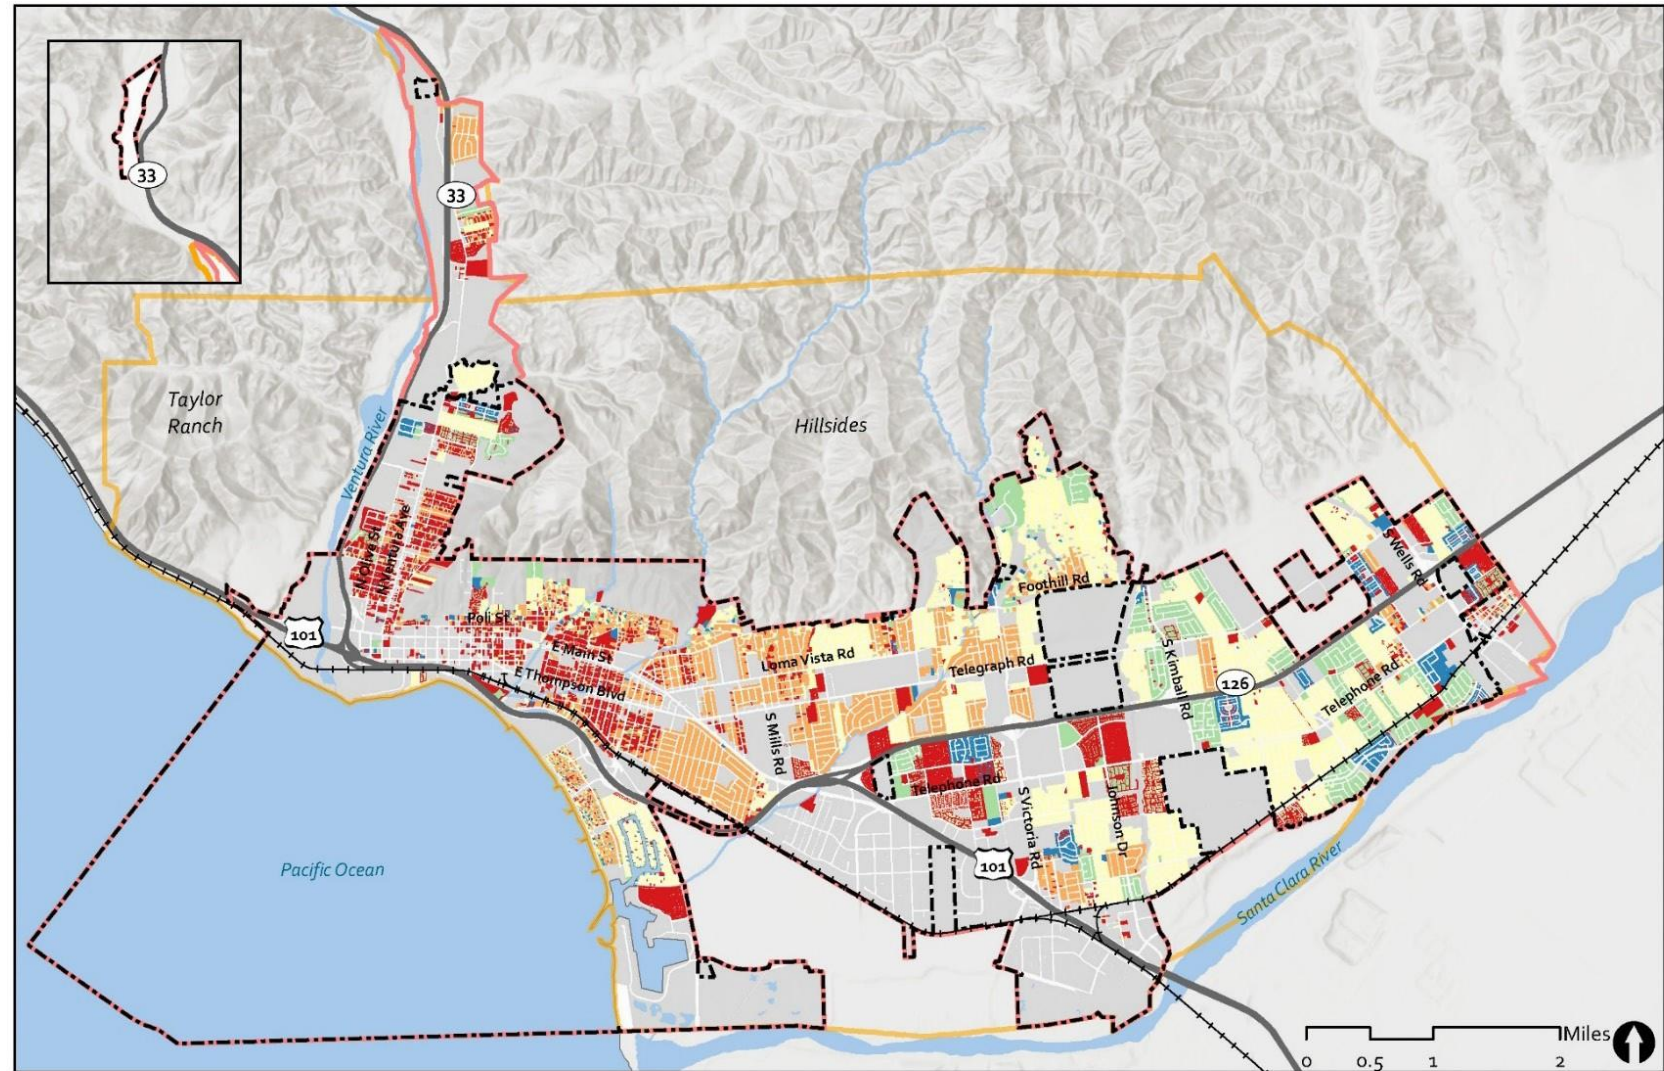 33
33
Taylor
Ranch
Hillsides
Ventura River
N Olive St
N Ventura Ave
S Wells Rd
Foothill Rd
101
Poli St
E Main St
Loma Vista Rd
Telegraph Rd
S Kimball Rd
E Thompson Blvd
126
Telephone Rd
S Mills Rd
Telephone Rd
S Victoria Rd
Johnson Dr
Pacific Ocean
101
Santa Clara River
Miles
0 0.5 1 2